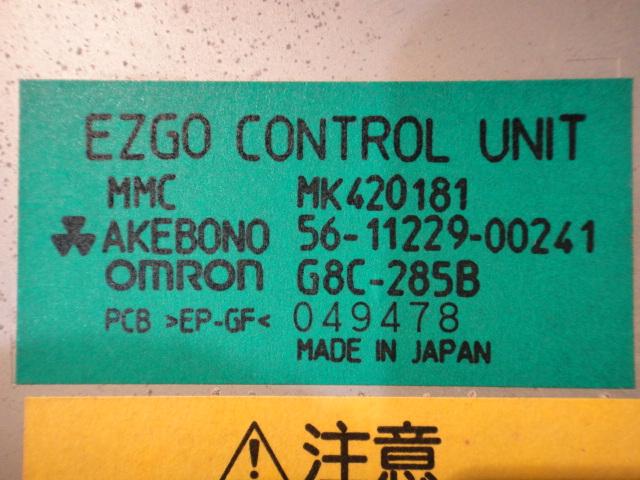 EZGO CONTROL UNIT
MMC MK420181
AKEBONO 56-11229-00241
OMRON G8C-285B
PCB >EP-GF< 049478
MADE IN JAPAN
⚠注意